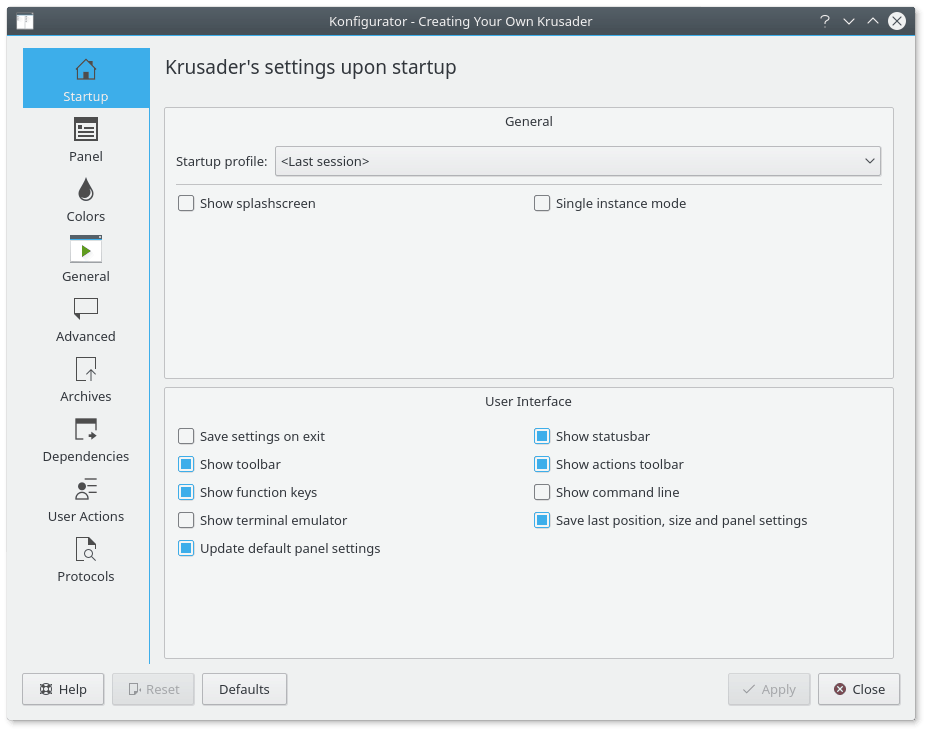 Konfigurator - Creating Your Own Krusader
?
Startup
Panel
Colors
General
Advanced
Archives
Dependencies
User Actions
Protocols
Krusader's settings upon startup
General
Startup profile: <Last session>
Show splashscreen Single instance mode
User Interface
Save settings on exit Show statusbar
Show toolbar Show actions toolbar
Show function keys Show command line
Show terminal emulator Save last position, size and panel settings
Update default panel settings
Help Reset Defaults Apply Close